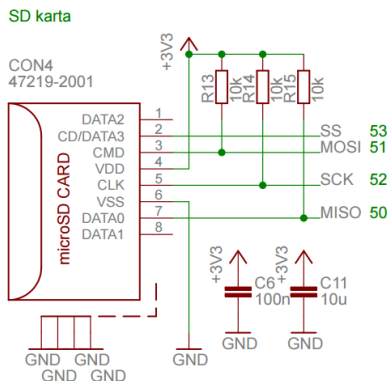 SD karta
CON4
47219-2001
microSD CARD
DATA2 1
CD/DATA3 2
CMD 3
VDD 4
CLK 5
VSS 6
DATA0 7
DATA1 8
+3V3
R13 10k
R14 10k
R15 10k
SS 53
MOSI 51
SCK 52
MISO 50
+3V3
C6
100n
GND
+3V3
C11
10u
GND
GND
GND
GND
GND
GND